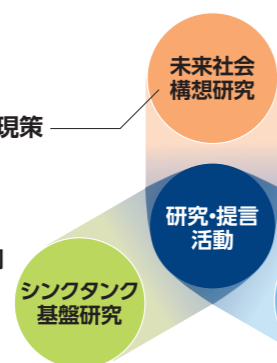 未来社会
構想研究
現策
研究・提言
活動
シンクタンク
基盤研究